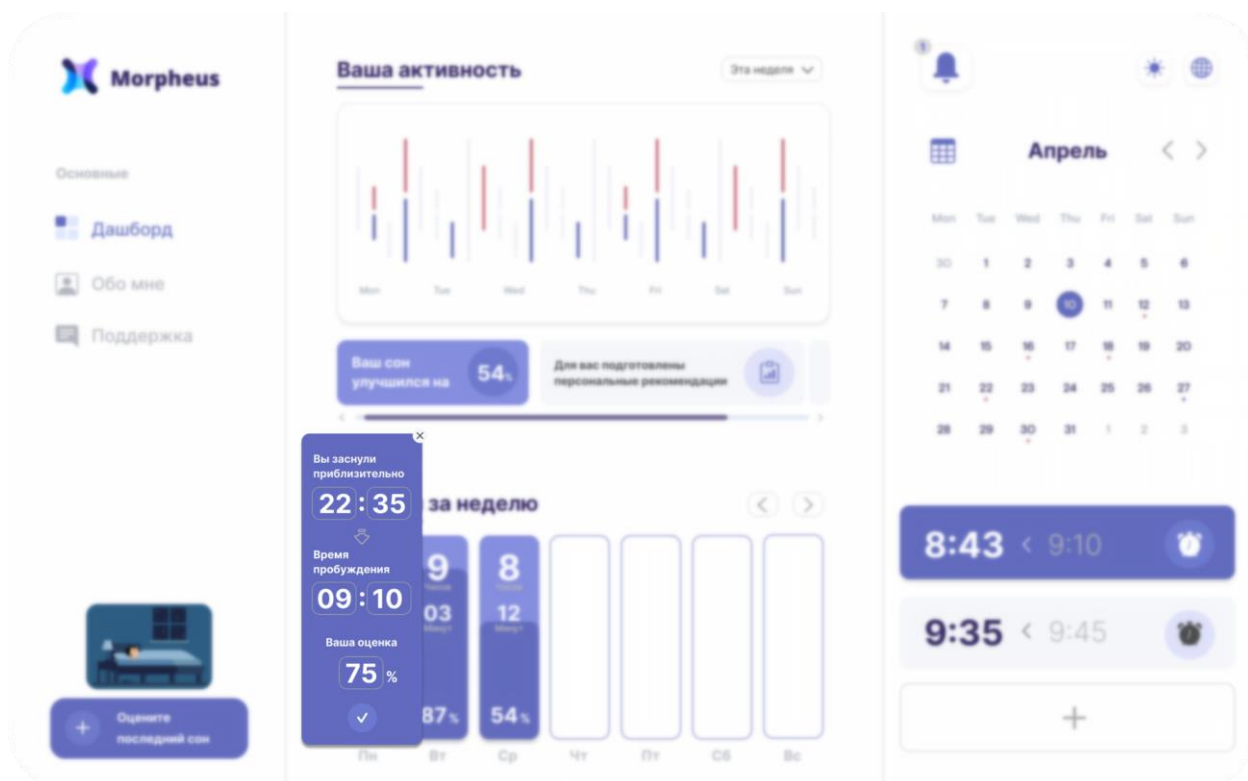 Morpheus
Основные
Дашборд
Обо мне
Поддержка
+ Оцените
последний сон
Ваша активность
Эта неделя
Mon Tue Wed Thu Fri Sat Sun
Ваш сон
улучшился на
54%
Для вас подготовлены
персональные рекомендации
за неделю
Вы заснули
приблизительно
22:35
Время
пробуждения
09:10
Ваша оценка
75 %
9
Часов
03
Минут
87%
8
Часов
12
Минут
54%
Пн Вт Ср Чт Пт Сб Вс
1
Апрель
Mon Tue Wed Thu Fri Sat Sun
30 1 2 3 4 5 6
7 8 9 10 11 12 13
14 15 16 17 18 19 20
21 22 23 24 25 26 27
28 29 30 31 1 2 3
8:43 < 9:10
9:35 < 9:45
+